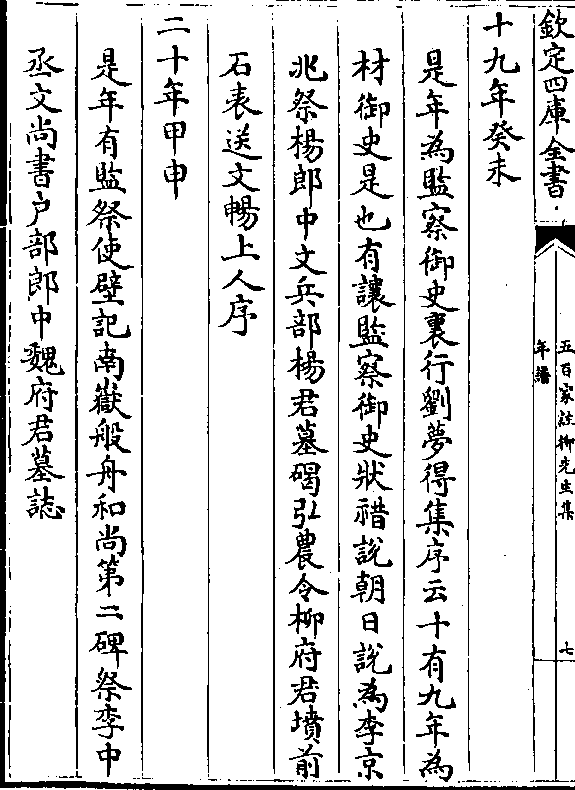 欽定四庫全書
五百家註柳先生集
年譜
七
十九年癸未
是年為監察御史裏行劉夢得集序云十有九年為
材御史是也有讓監察御史狀禇說朝日說為李京
兆祭楊郎中文兵部楊君墓碣弘農令柳府君墳前
石表送文暢上人序
二十年甲申
是年有監祭使壁記南嶽般舟和尚第二碑祭李中
丞文尚書户部郎中魏府君墓誌